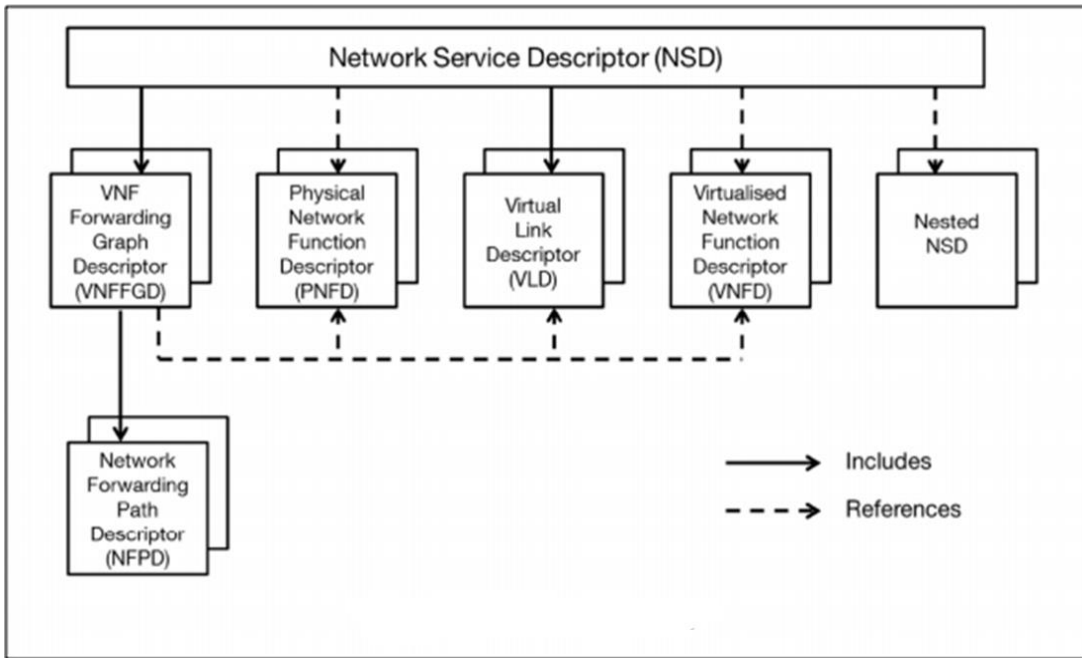 Network Service Descriptor (NSD)
VNF
Forwarding
Graph
Descriptor
(VNFFGD)
Physical
Network
Function
Descriptor
(PNFD)
Virtual
Link
Descriptor
(VLD)
Virtualised
Network
Function
Descriptor
(VNFD)
Nested
NSD
Network
Forwarding
Path
Descriptor
(NFPD)
Includes
References